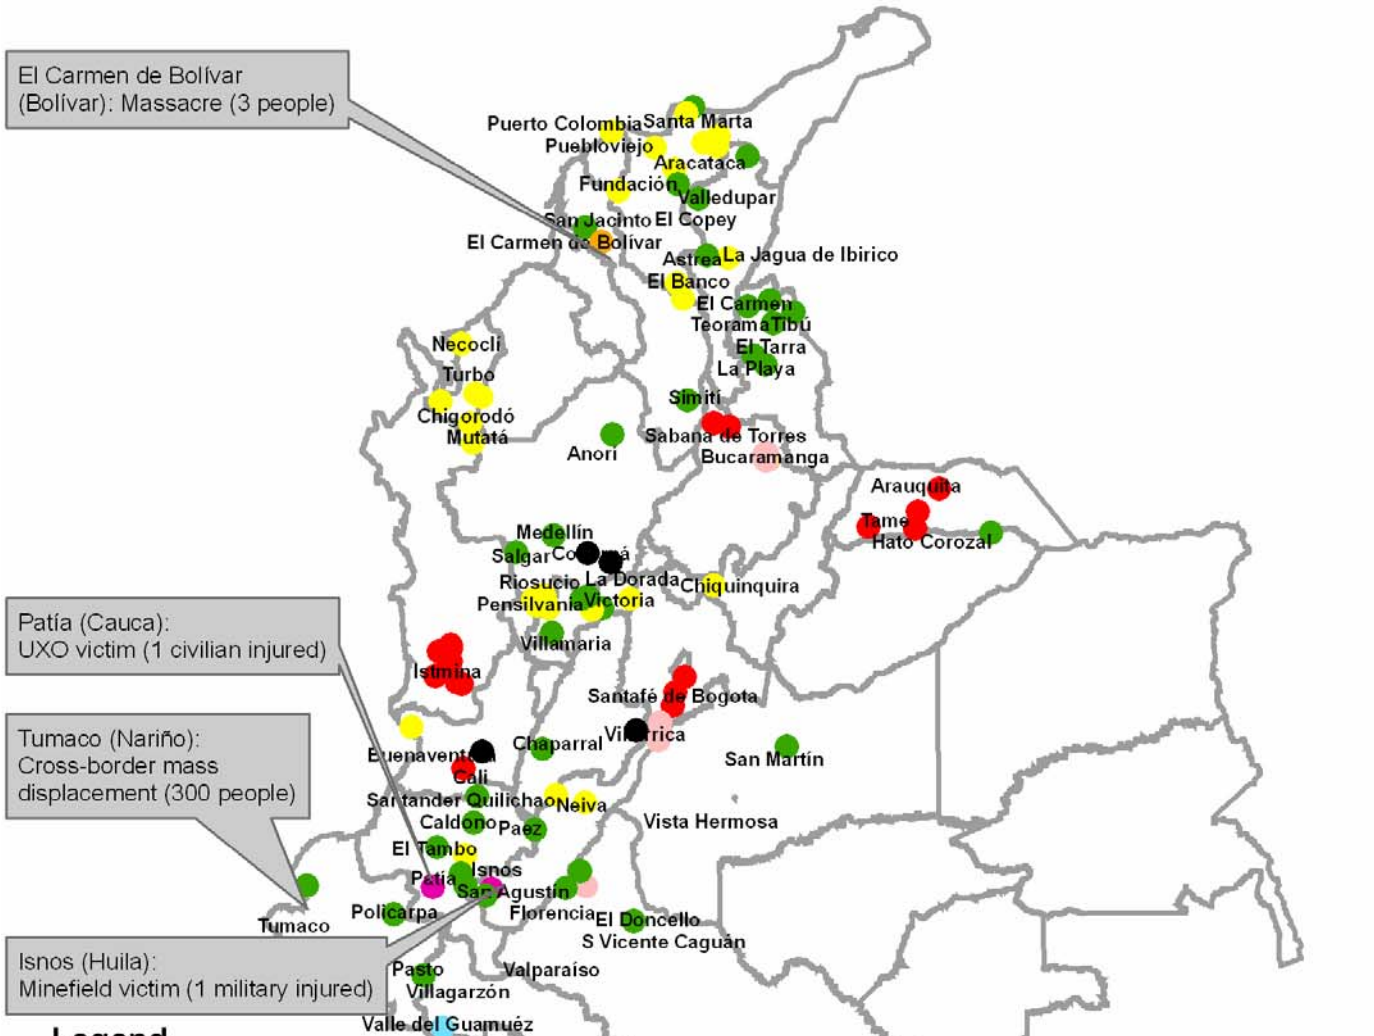 El Carmen de Bolívar
(Bolívar): Massacre (3 people)
Puerto Colombia
Santa Marta
Puebloviejo
Aracataca
Fundación
Valledupar
San Jacinto
El Copey
El Carmen de Bolívar
Astrea
La Jagua de Ibirico
El Banco
El Carmen
Teorama
Tibú
Necoclí
El Tarra
La Playa
Turbo
Simití
Chigorodó
Mutatá
Sabana de Torres
Anorí
Bucaramanga
Arauquita
Tame
Hato Corozal
Medellín
Salgar
Riosucio
La Dorada
Chiquinquira
Pensilvania
Victoria
Villamaria
Patía (Cauca):
UXO victim (1 civilian injured)
Istmina
Santafé de Bogota
Tumaco (Nariño):
Cross-border mass
displacement (300 people)
Buenaventura
Chaparral
Villarrica
San Martín
Cali
Santander Quilichao
Neiva
Caldono
Paez
Vista Hermosa
El Tambo
Isnos
Patía
San Agustín
Policarpa
Florencia
El Doncello
Tumaco
S Vicente Caguán
Isnos (Huila):
Minefield victim (1 military injured)
Pasto
Valparaíso
Villagarzón
Valle del Guamuéz
Legend